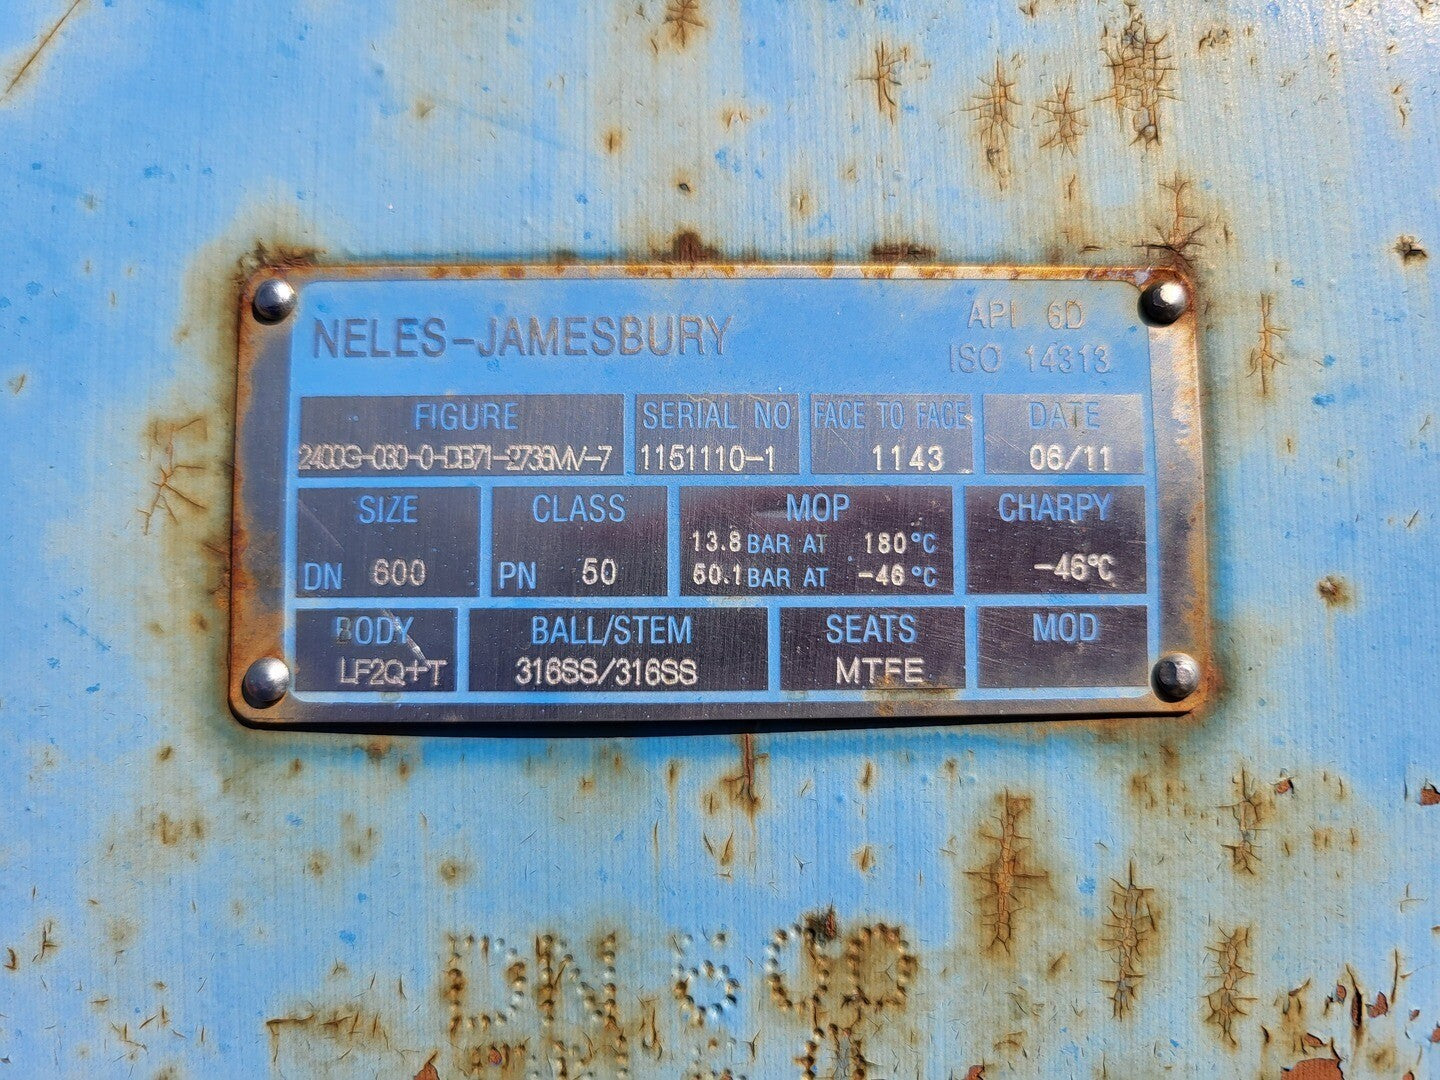 NELES-JAMESBURY
API 6D
ISO 14313
FIGURE SERIAL NO FACE TO FACE DATE
2400G-030-0-DB71-2736MV-7 1151110-1 1143 06/11
SIZE CLASS MOP CHARPY
13.8 BAR AT 180 °C
DN 600 PN 50 50.1 BAR AT -46 °C -46°C
BODY BALL/STEM SEATS MOD
LF2Q+T 316SS/316SS MTFE
DN 600